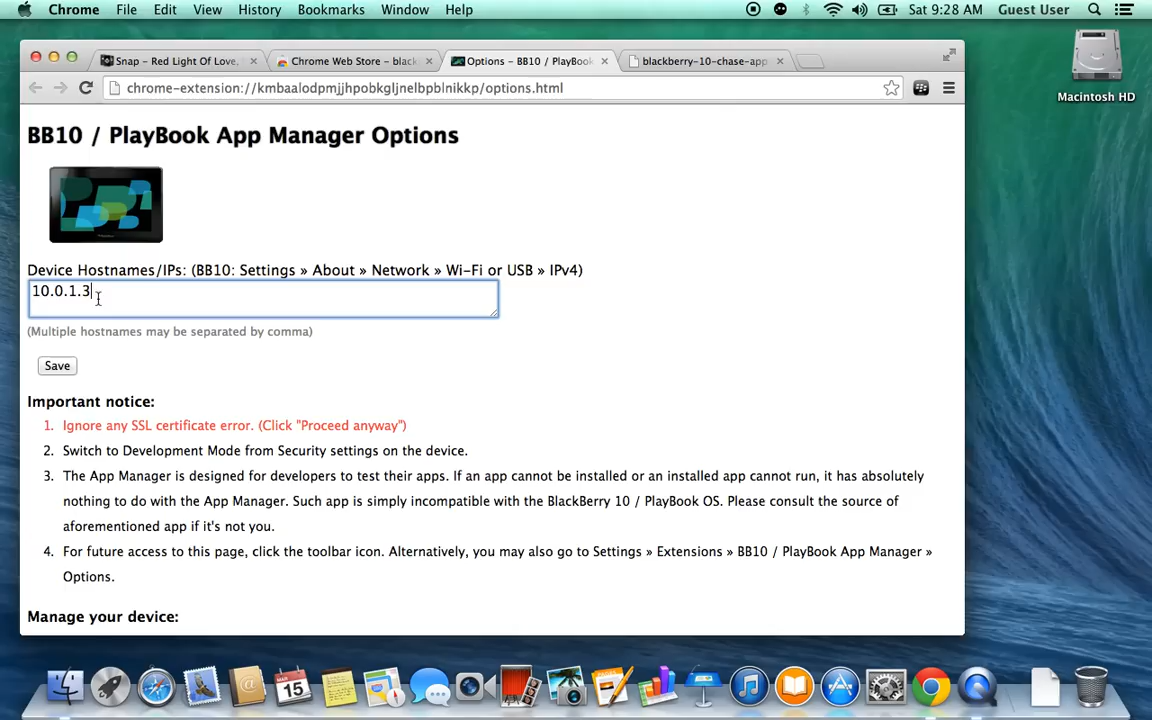 Chrome File Edit View History Bookmarks Window Help Sat 9:28 AM Guest User
Snap – Red Light Of Love, Chrome Web Store – black Options – BB10 / PlayBook blackberry-10-chase-app
chrome-extension://kmbaalodpmjjhpobkgljnelbpblnikkp/options.html
Macintosh HD
BB10 / PlayBook App Manager Options
Device Hostnames/IPs: (BB10: Settings » About » Network » Wi-Fi or USB » IPv4)
10.0.1.3
(Multiple hostnames may be separated by comma)
Save
Important notice:
1. Ignore any SSL certificate error. (Click "Proceed anyway")
2. Switch to Development Mode from Security settings on the device.
3. The App Manager is designed for developers to test their apps. If an app cannot be installed or an installed app cannot run, it has absolutely
nothing to do with the App Manager. Such app is simply incompatible with the BlackBerry 10 / PlayBook OS. Please consult the source of
aforementioned app if it's not you.
4. For future access to this page, click the toolbar icon. Alternatively, you may also go to Settings » Extensions » BB10 / PlayBook App Manager »
Options.
Manage your device:
MAR
15